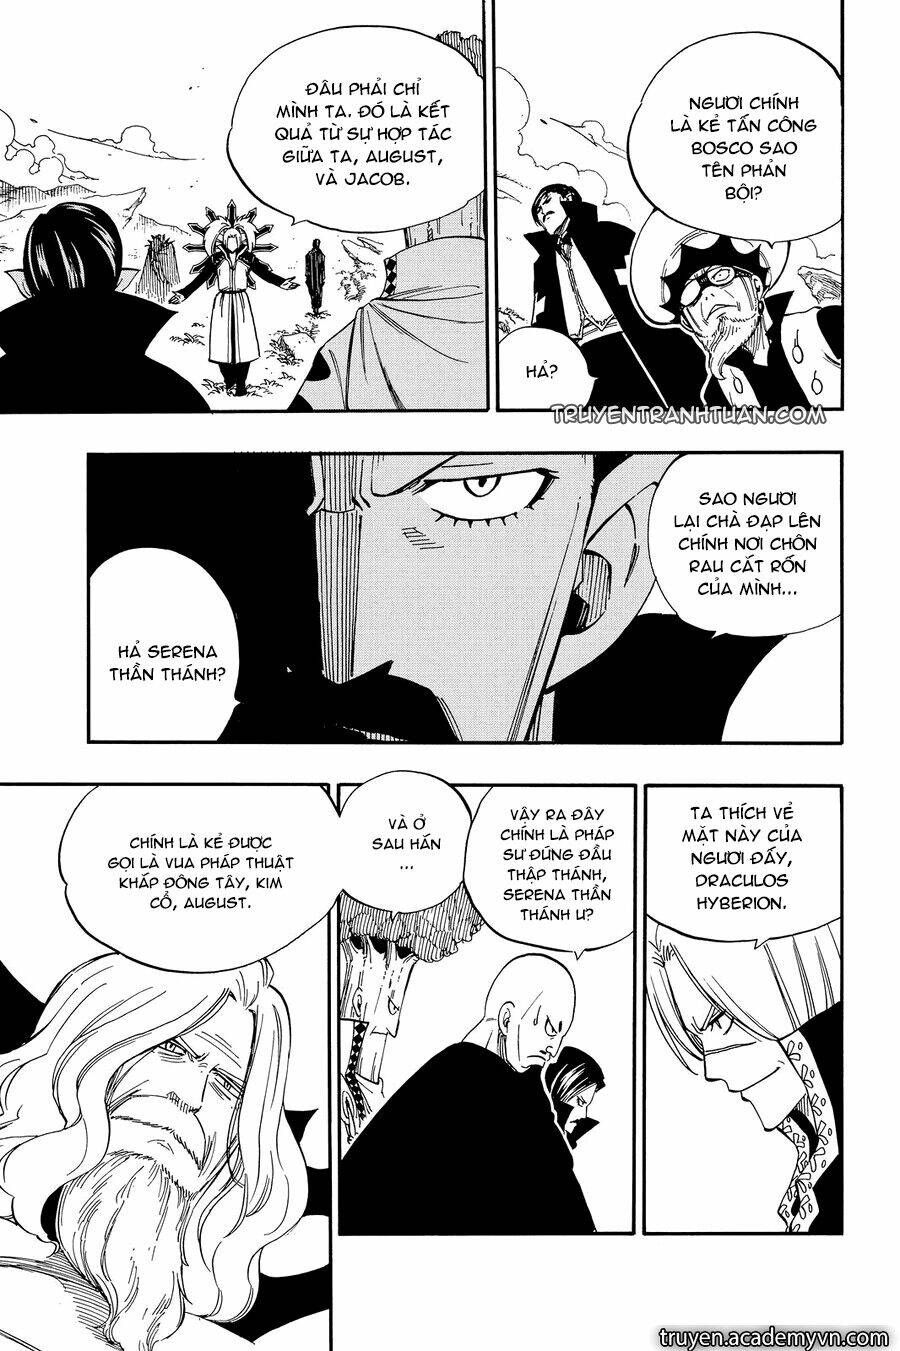 NGƯƠI CHÍNH
LÀ KẺ TẤN CÔNG
BOSCO SAO
TÊN PHẢN
BỘI?
HẢ?
TRUYENTRANHTUAN.COM
ĐÂU PHẢI CHỈ
MÌNH TA. ĐÓ LÀ KẾT
QUẢ TỪ SỰ HỢP TÁC
GIỮA TA, AUGUST,
VÀ JACOB.
SAO NGƯƠI
LẠI CHÀ ĐẠP LÊN
CHÍNH NƠI CHÔN
RAU CẮT RỐN
CỦA MÌNH...
HẢ SERENA
THẦN THÁNH?
TA THÍCH VẺ
MẶT NÀY CỦA
NGƯƠI ĐẤY,
DRACULOS
HYBERION.
VẬY RA ĐÂY
CHÍNH LÀ PHÁP
SƯ ĐỨNG ĐẦU
THẬP THÁNH,
SERENA THẦN
THÁNH Ư?
VÀ Ở
SAU HẮN
...
CHÍNH LÀ KẺ ĐƯỢC
GỌI LÀ VUA PHÁP THUẬT
KHẮP ĐÔNG TÂY, KIM
CỔ, AUGUST.
truyen.academyvn.com